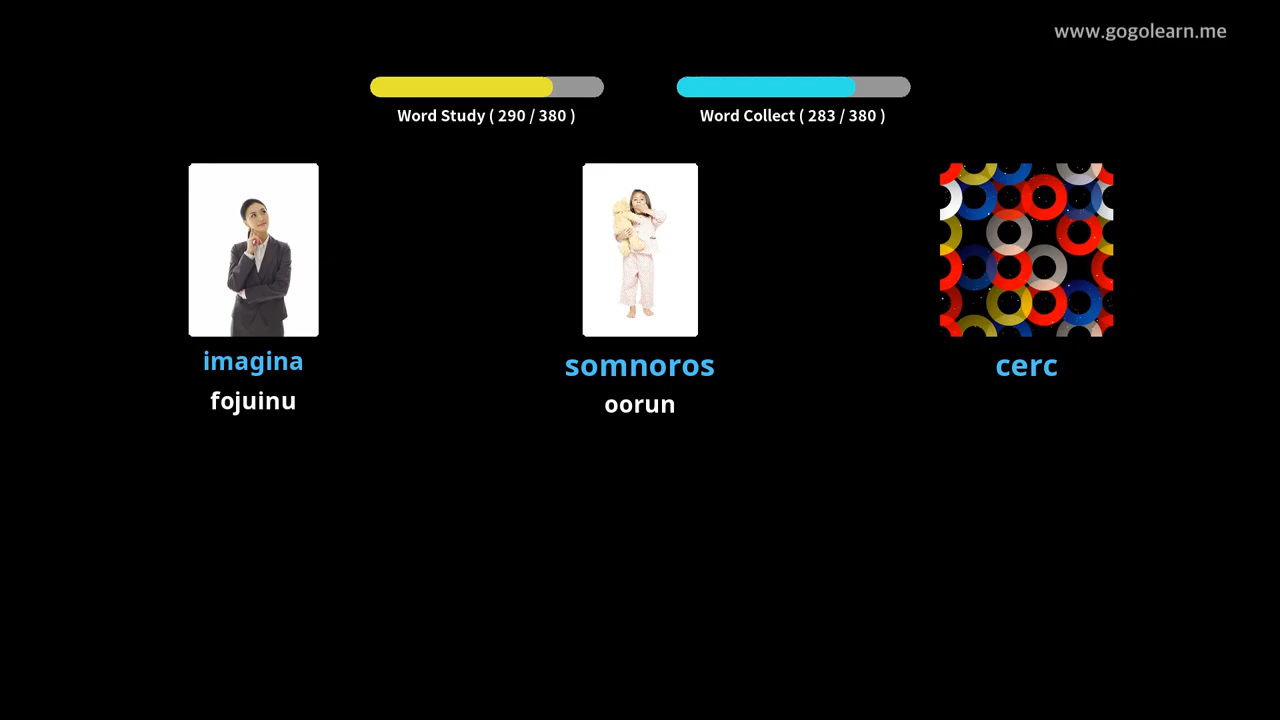 www.gogolearn.me
Word Study ( 290 / 380 )
Word Collect ( 283 / 380 )
imagina
somnoros
cerc
fojuinu
oorun